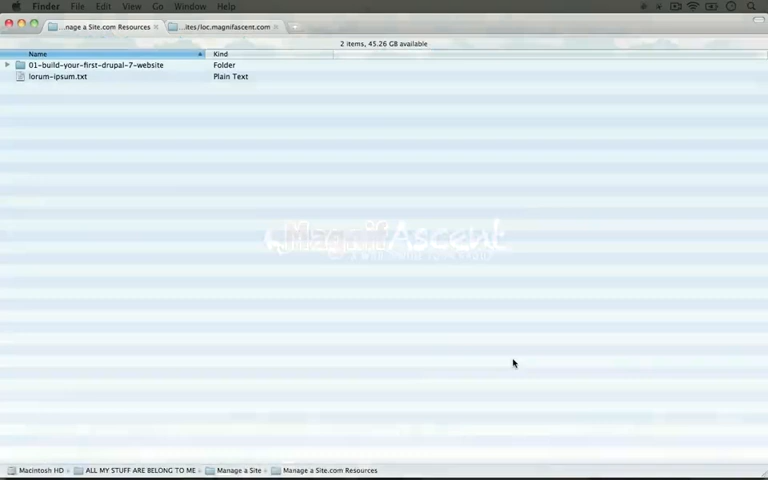 Finder File Edit View Go Window Help
...nage a Site.com Resources ...ites/loc.magnifascent.com
2 items, 45.26 GB available
Name Kind
01-build-your-first-drupal-7-website Folder
lorum-ipsum.txt Plain Text
MagnifAscent
Macintosh HD ALL MY STUFF ARE BELONG TO ME Manage a Site Manage a Site.com Resources